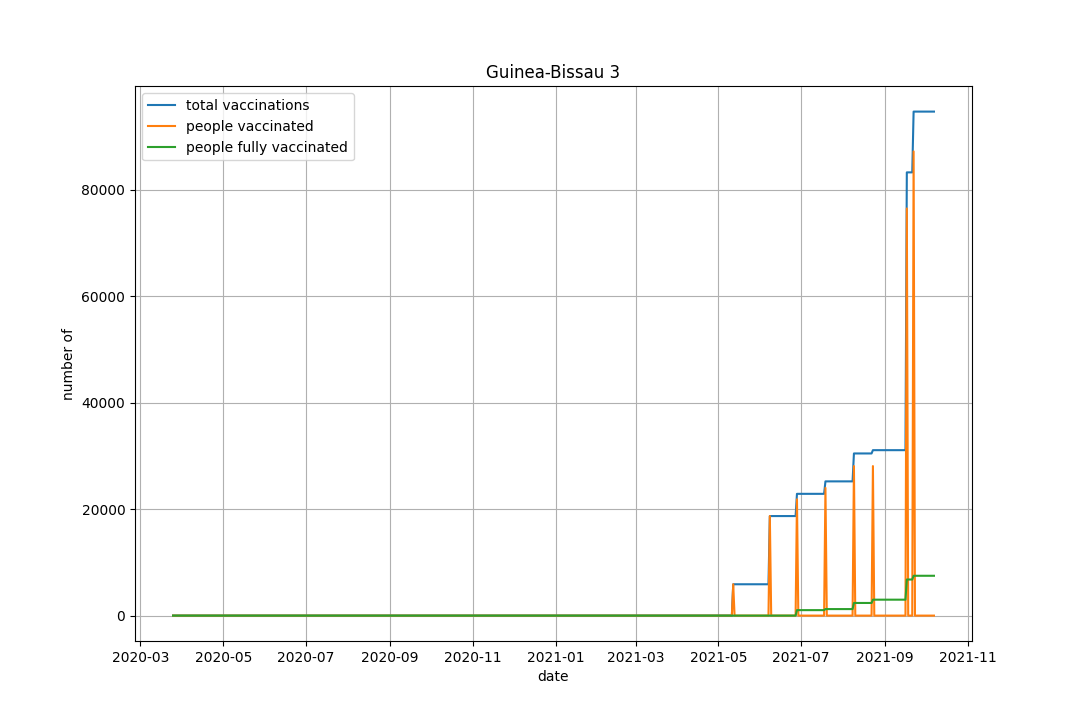 Guinea-Bissau 3
total vaccinations
people vaccinated
people fully vaccinated
number of
80000
60000
40000
20000
0
2020-03 2020-05 2020-07 2020-09 2020-11 2021-01 2021-03 2021-05 2021-07 2021-09 2021-11
date